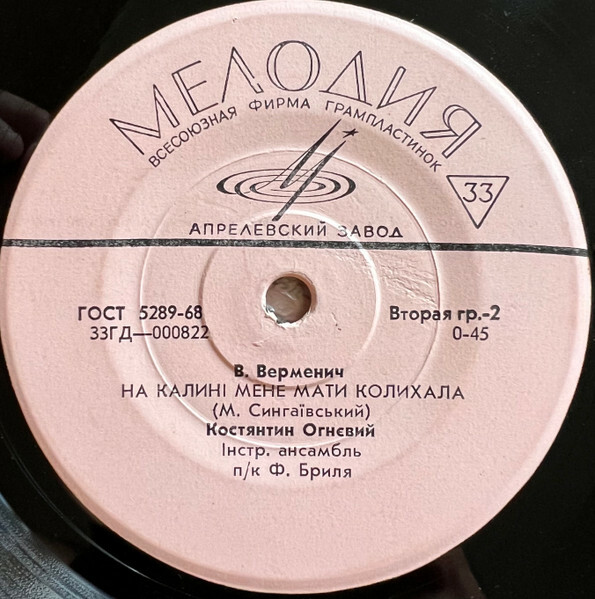 МЕЛОДИЯ
ВСЕСОЮЗНАЯ ФИРМА ГРАМПЛАСТИНОК
33
АПРЕЛЕВСКИЙ ЗАВОД
ГОСТ 5289-68 Вторая гр.-2
33ГД—000822 0-45
В. Верменич
НА КАЛИНІ МЕНЕ МАТИ КОЛИХАЛА
(М. Сингаївський)
Костянтин Огнєвий
Інстр. ансамбль
п/к Ф. Бриля